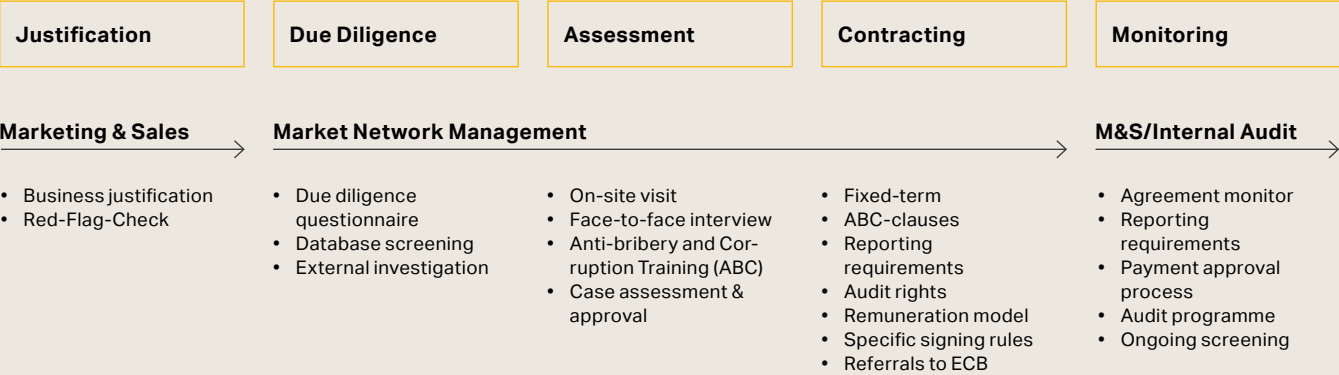 Justification
Due Diligence
Assessment
Contracting
Monitoring
Marketing & Sales
Market Network Management
M&S/Internal Audit
• Business justification
• Red-Flag-Check
• Due diligence
questionnaire
• Database screening
• External investigation
• On-site visit
• Face-to-face interview
• Anti-bribery and Cor-
ruption Training (ABC)
• Case assessment &
approval
• Fixed-term
• ABC-clauses
• Reporting
requirements
• Audit rights
• Remuneration model
• Specific signing rules
• Referrals to ECB
• Agreement monitor
• Reporting
requirements
• Payment approval
process
• Audit programme
• Ongoing screening